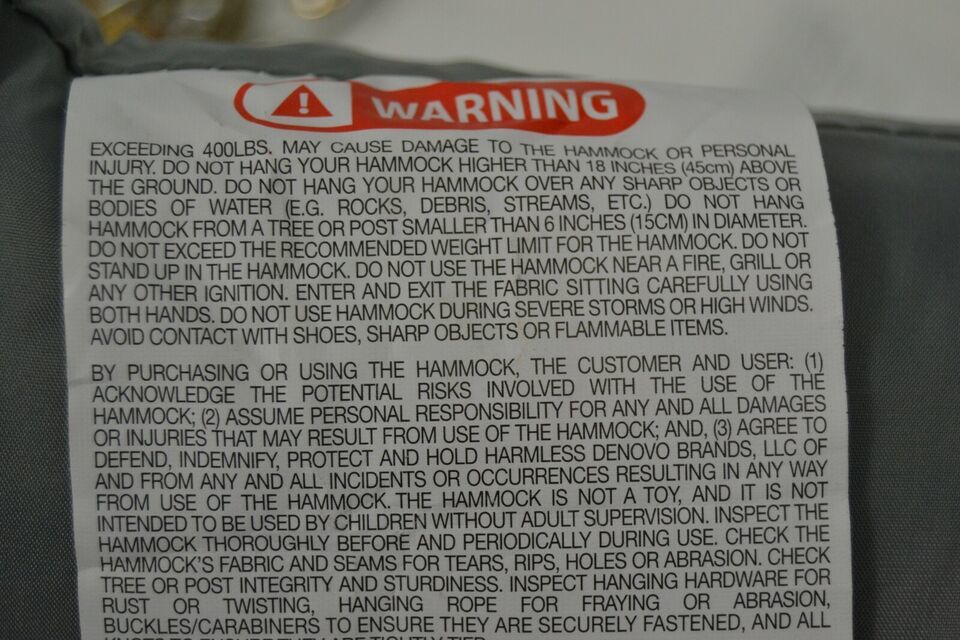 WARNING
EXCEEDING 400LBS. MAY CAUSE DAMAGE TO THE HAMMOCK OR PERSONAL
INJURY. DO NOT HANG YOUR HAMMOCK HIGHER THAN 18 INCHES (45cm) ABOVE
THE GROUND. DO NOT HANG YOUR HAMMOCK OVER ANY SHARP OBJECTS OR
BODIES OF WATER (E.G. ROCKS, DEBRIS, STREAMS, ETC.) DO NOT HANG
HAMMOCK FROM A TREE OR POST SMALLER THAN 6 INCHES (15CM) IN DIAMETER.
DO NOT EXCEED THE RECOMMENDED WEIGHT LIMIT FOR THE HAMMOCK. DO NOT
STAND UP IN THE HAMMOCK. DO NOT USE THE HAMMOCK NEAR A FIRE, GRILL OR
ANY OTHER IGNITION. ENTER AND EXIT THE FABRIC SITTING CAREFULLY USING
BOTH HANDS. DO NOT USE HAMMOCK DURING SEVERE STORMS OR HIGH WINDS.
AVOID CONTACT WITH SHOES, SHARP OBJECTS OR FLAMMABLE ITEMS.
BY PURCHASING OR USING THE HAMMOCK, THE CUSTOMER AND USER: (1)
ACKNOWLEDGE THE POTENTIAL RISKS INVOLVED WITH THE USE OF THE
HAMMOCK; (2) ASSUME PERSONAL RESPONSIBILITY FOR ANY AND ALL DAMAGES
OR INJURIES THAT MAY RESULT FROM USE OF THE HAMMOCK; AND, (3) AGREE TO
DEFEND, INDEMNIFY, PROTECT AND HOLD HARMLESS DENOVO BRANDS, LLC OF
AND FROM ANY AND ALL INCIDENTS OR OCCURRENCES RESULTING IN ANY WAY
FROM USE OF THE HAMMOCK. THE HAMMOCK IS NOT A TOY, AND IT IS NOT
INTENDED TO BE USED BY CHILDREN WITHOUT ADULT SUPERVISION. INSPECT THE
HAMMOCK THOROUGHLY BEFORE AND PERIODICALLY DURING USE. CHECK THE
HAMMOCK'S FABRIC AND SEAMS FOR TEARS, RIPS, HOLES OR ABRASION. CHECK
TREE OR POST INTEGRITY AND STURDINESS. INSPECT HANGING HARDWARE FOR
RUST OR TWISTING, HANGING ROPE FOR FRAYING OR ABRASION,
BUCKLES/CARABINERS TO ENSURE THEY ARE SECURELY FASTENED, AND ALL